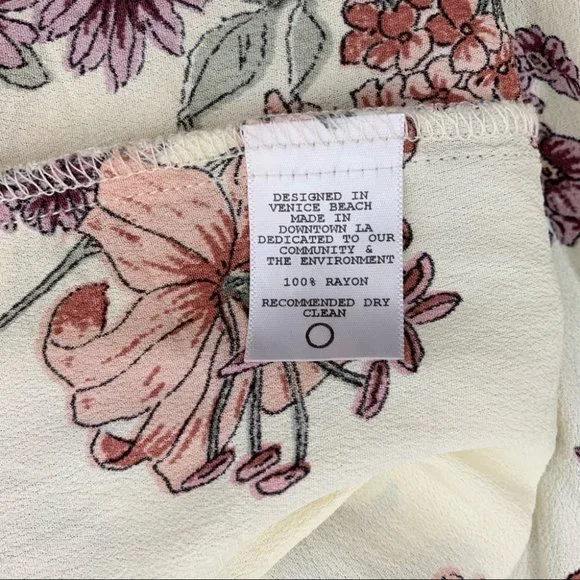 DESIGNED IN
VENICE BEACH
MADE IN
DOWNTOWN LA
DEDICATED TO OUR
COMMUNITY &
THE ENVIRONMENT
100% RAYON
RECOMMENDED DRY
CLEAN